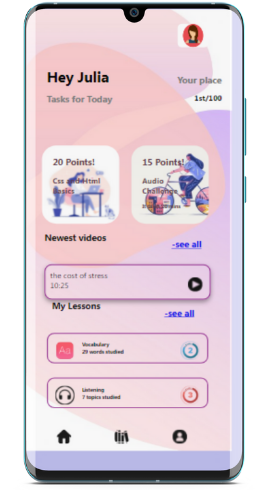 Hey Julia
Your place
Tasks for Today
1st/100
20 Points!
15 Points!
Css and Html
Basics
Audio
Challenge
Newest videos
-see all
the cost of stress
10:25
My Lessons
-see all
Aa
Vocabulary
29 words studied
2
Listening
7 topics studied
3